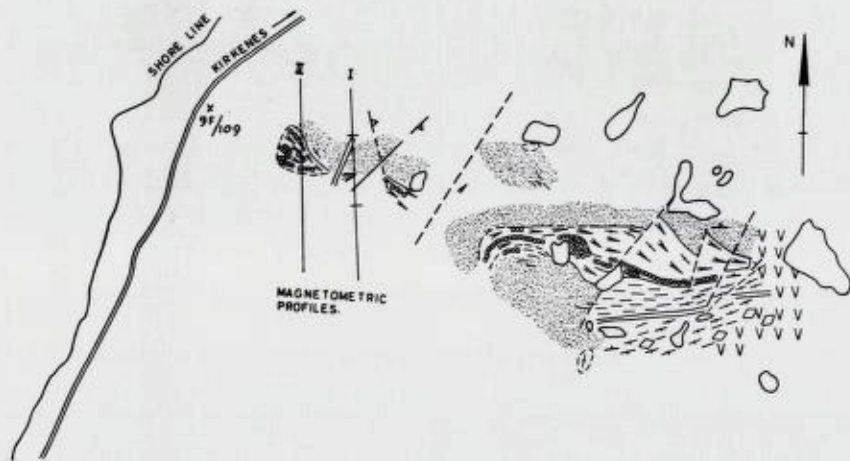 SHORE LINE
KIRKENES
x
9F/109
II
I
A
A
N
MAGNETOMETRIC
PROFILES.
V V
V V
V V
V V
V V V
V V V
V V V